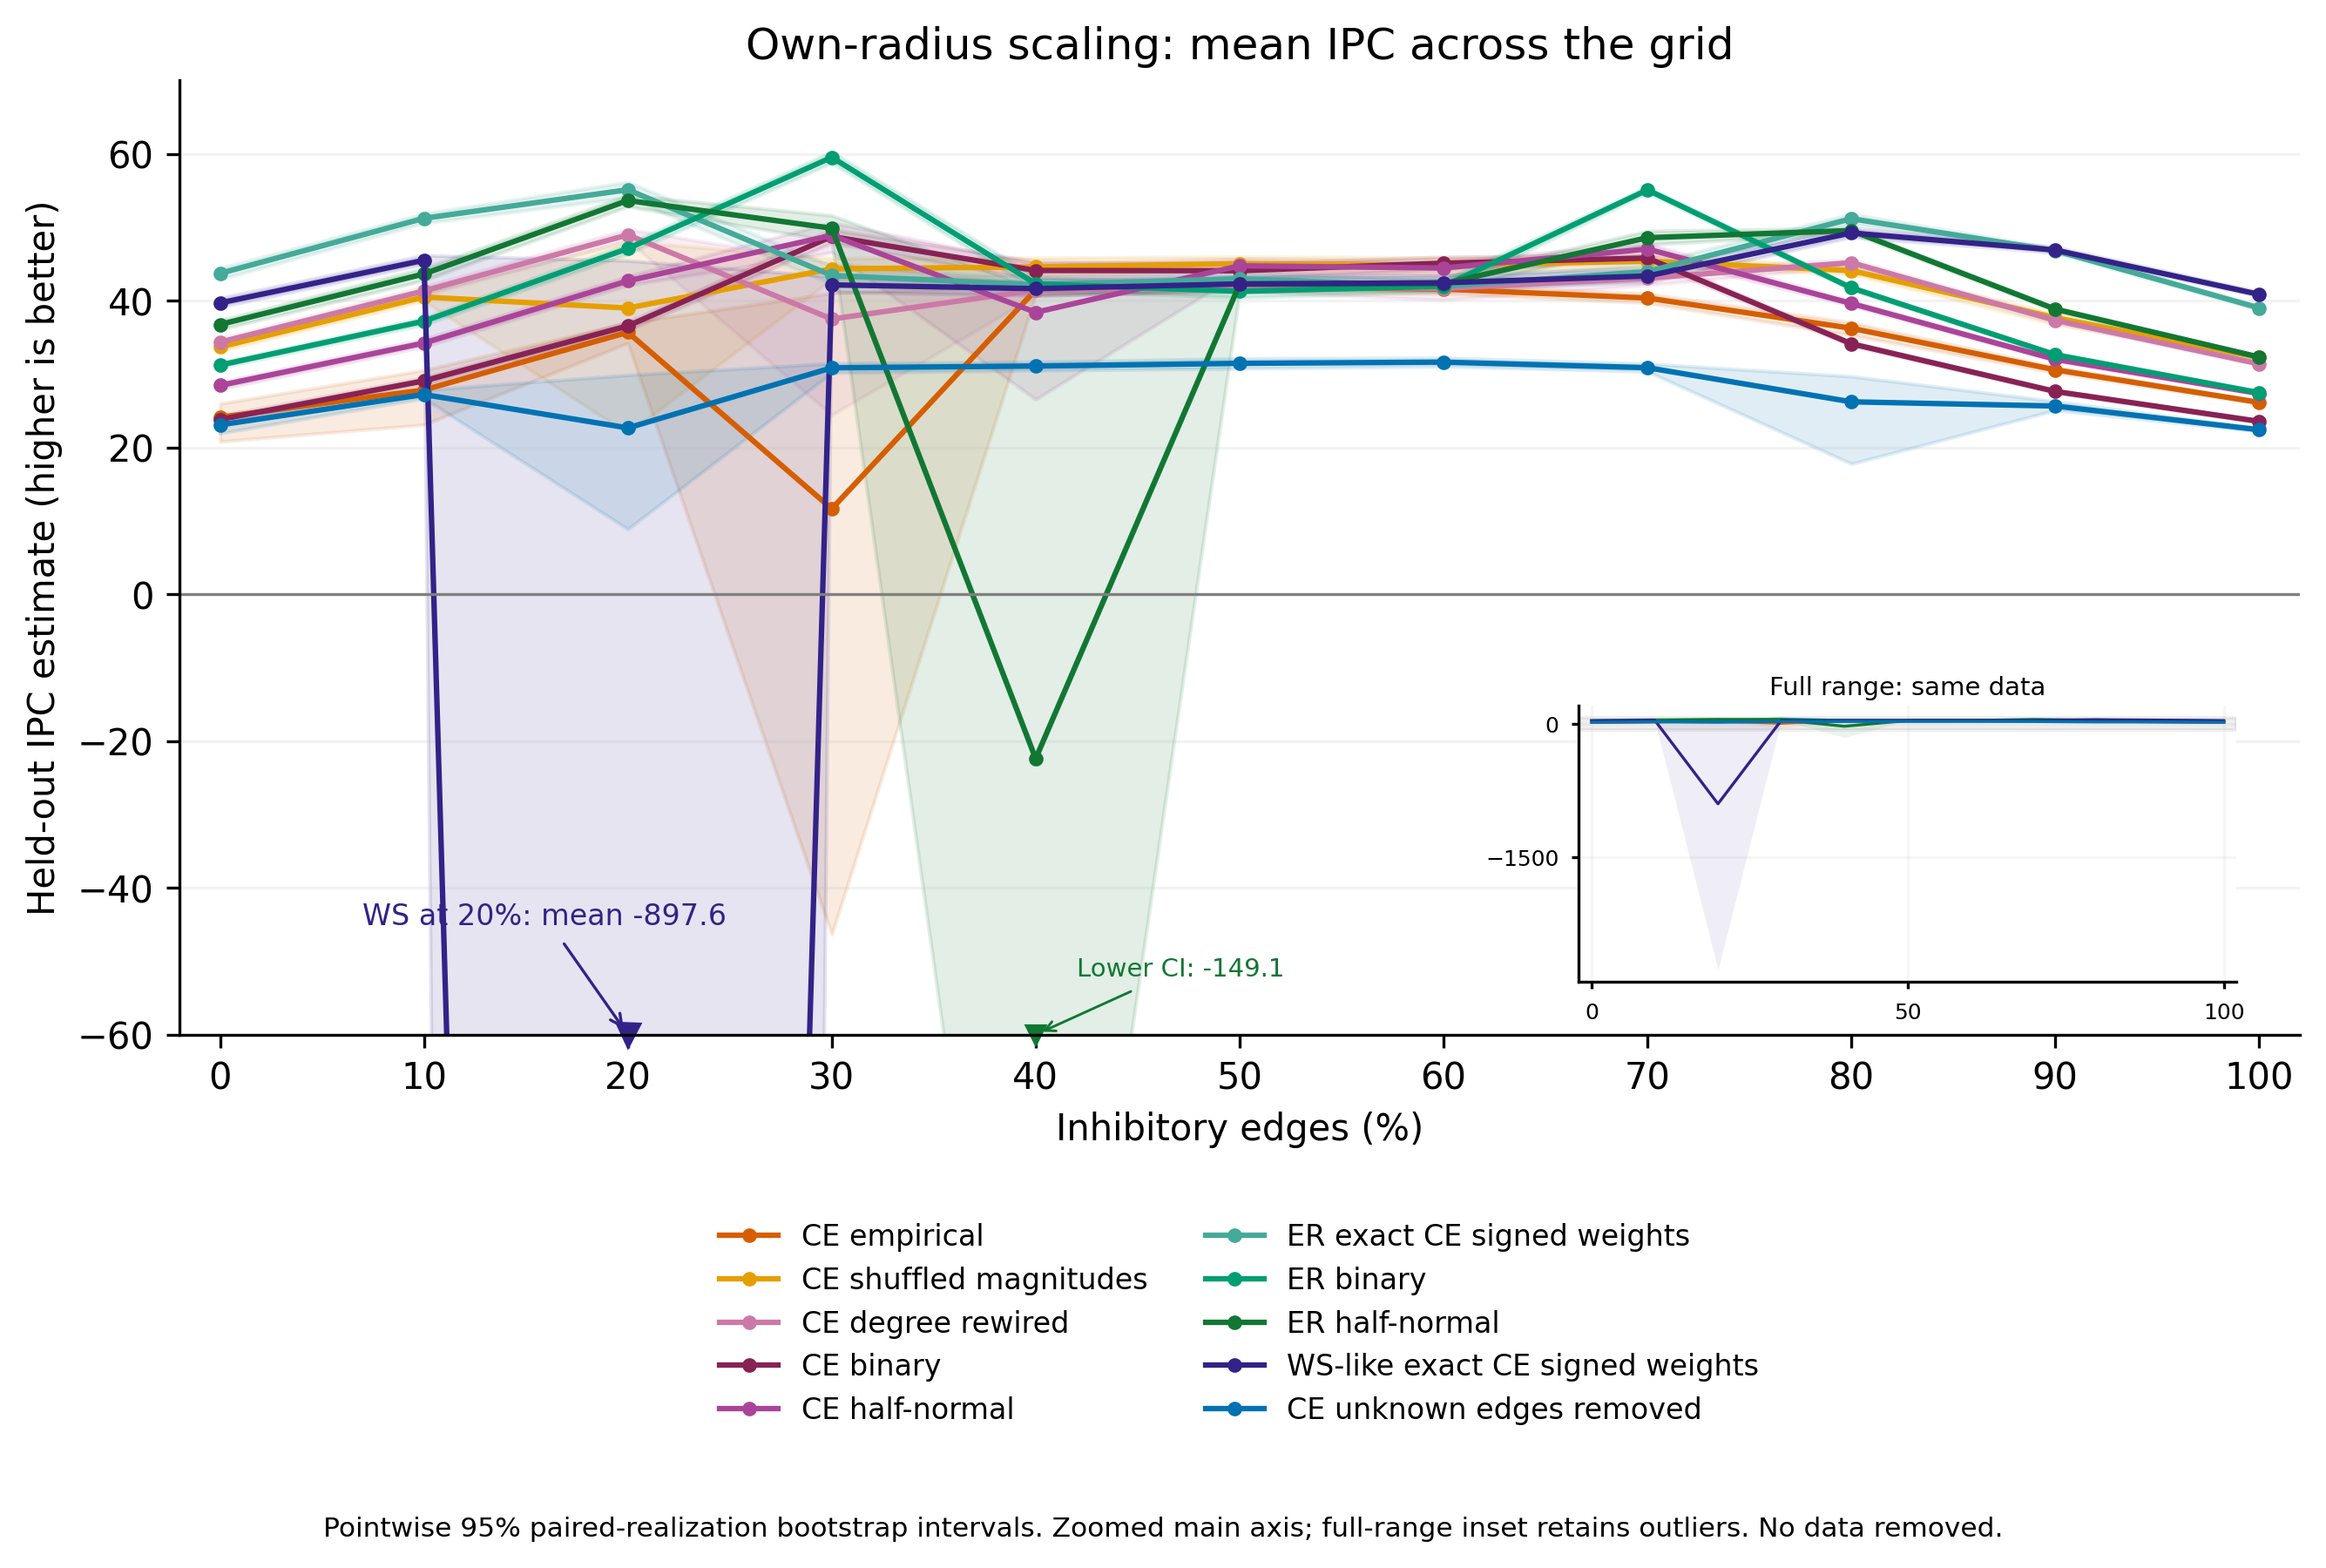 Own-radius scaling: mean IPC across the grid
Held-out IPC estimate (higher is better)
60
40
20
0
−20
−40
−60
WS at 20%: mean -897.6
Lower CI: -149.1
Full range: same data
0
−1500
0 50 100
0 10 20 30 40 50 60 70 80 90 100
Inhibitory edges (%)
CE empirical
CE shuffled magnitudes
CE degree rewired
CE binary
CE half-normal
ER exact CE signed weights
ER binary
ER half-normal
WS-like exact CE signed weights
CE unknown edges removed
Pointwise 95% paired-realization bootstrap intervals. Zoomed main axis; full-range inset retains outliers. No data removed.